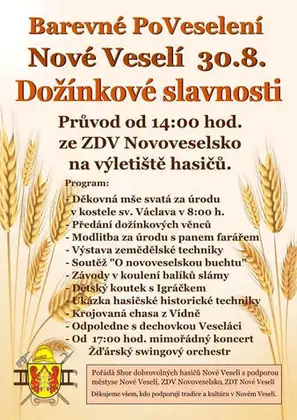 Barevné PoVeselení
Nové Veselí 30.8.
Dožínkové slavnosti
Průvod od 14:00 hod.
ze ZDV Novoveselsko
na výletiště hasičů.
Program:
- Děkovná mše svatá za úrodu
v kostele sv. Václava v 8:00 h.
- Předání dožínkových věnců
- Modlitba za úrodu s panem farářem
- Výstava zemědělské techniky
- Soutěž "O novoveselskou buchtu"
- Závody v koulení balíků slámy
- Dětský koutek s Igráčkem
- Ukázka hasičské historické techniky
- Krojovaná chasa z Vídně
- Odpoledne s dechovkou Veseláci
- Od 17:00 hod. mimořádný koncert
Žďárský swingový orchestr
Pořádá Sbor dobrovolných hasičů Nové Veselí s podporou
městyse Nové Veselí, ZDV Novoveselsko, ZDT Nové Veselí
Děkujeme všem, kdo podporují tradice a kulturu v Novém Veselí.